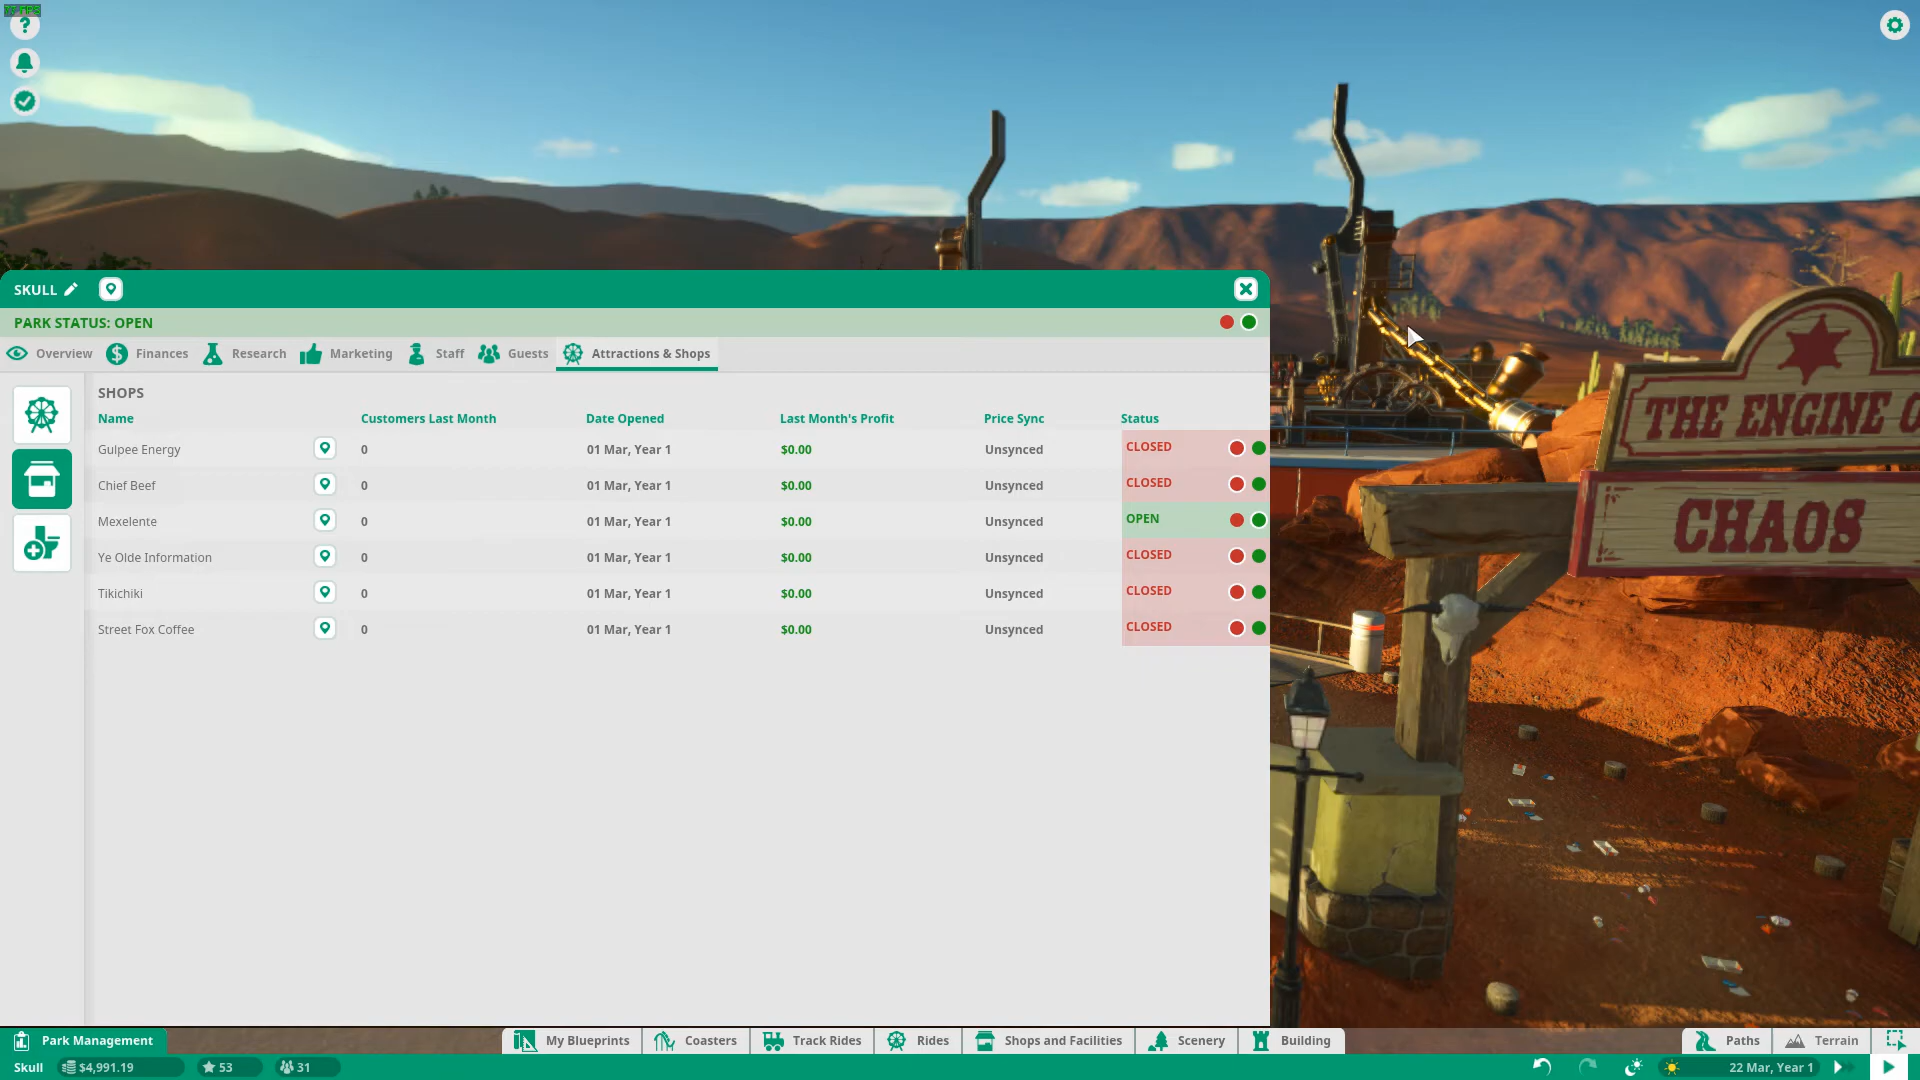 77 FPS
?
SKULL
PARK STATUS: OPEN
Overview Finances Research Marketing Staff Guests Attractions & Shops
SHOPS
Name Customers Last Month Date Opened Last Month's Profit Price Sync Status
Gulpee Energy 0 01 Mar, Year 1 $0.00 Unsynced CLOSED
Chief Beef 0 01 Mar, Year 1 $0.00 Unsynced CLOSED
Mexelente 0 01 Mar, Year 1 $0.00 Unsynced OPEN
Ye Olde Information 0 01 Mar, Year 1 $0.00 Unsynced CLOSED
Tikichiki 0 01 Mar, Year 1 $0.00 Unsynced CLOSED
Street Fox Coffee 0 01 Mar, Year 1 $0.00 Unsynced CLOSED
THE ENGINE O
CHAOS
Park Management My Blueprints Coasters Track Rides Rides Shops and Facilities Scenery Building Paths Terrain
Skull $4,991.19 53 31 22 Mar, Year 1